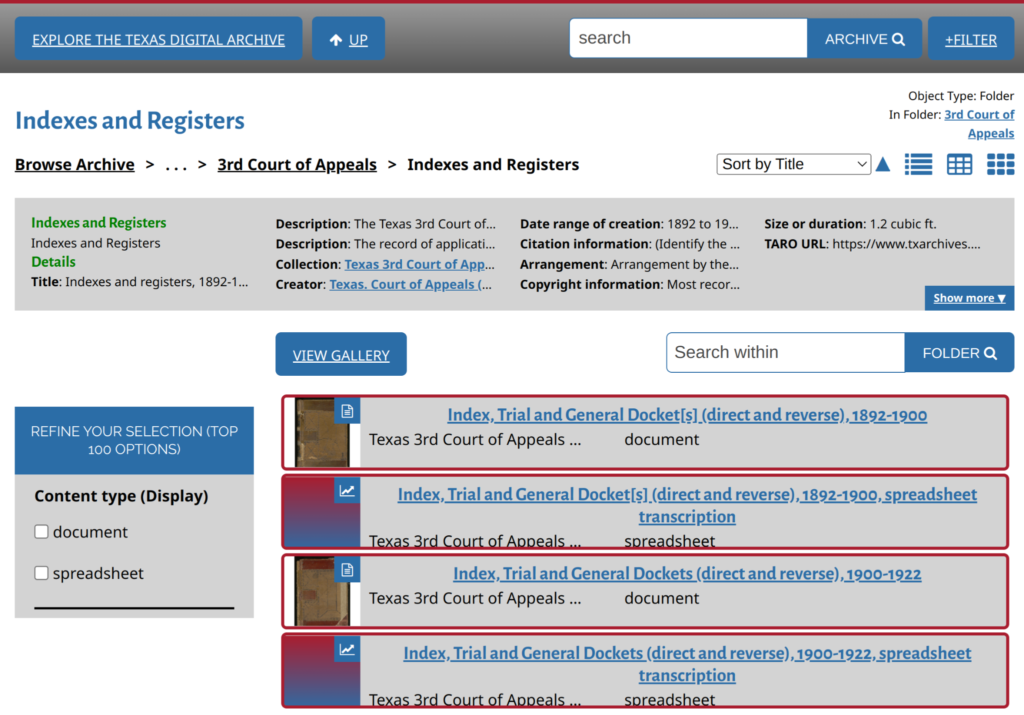 EXPLORE THE TEXAS DIGITAL ARCHIVE
UP
search
ARCHIVE
+FILTER
Object Type: Folder
In Folder: 3rd Court of
Appeals
Indexes and Registers
Browse Archive > . . . > 3rd Court of Appeals > Indexes and Registers
Sort by Title
Indexes and Registers
Indexes and Registers
Details
Title: Indexes and registers, 1892-1...
Description: The Texas 3rd Court of...
Description: The record of applicati...
Collection: Texas 3rd Court of App...
Creator: Texas. Court of Appeals (...
Date range of creation: 1892 to 19...
Citation information: (Identify the ...
Arrangement: Arrangement by the...
Copyright information: Most recor...
Size or duration: 1.2 cubic ft.
TARO URL: https://www.txarchives....
Show more ▼
VIEW GALLERY
Search within
FOLDER
REFINE YOUR SELECTION (TOP
100 OPTIONS)
Content type (Display)
document
spreadsheet
Index, Trial and General Docket[s] (direct and reverse), 1892-1900
Texas 3rd Court of Appeals ... document
Index, Trial and General Docket[s] (direct and reverse), 1892-1900, spreadsheet
transcription
Texas 3rd Court of Appeals ... spreadsheet
Index, Trial and General Dockets (direct and reverse), 1900-1922
Texas 3rd Court of Appeals ... document
Index, Trial and General Dockets (direct and reverse), 1900-1922, spreadsheet
transcription
Texas 3rd Court of Appeals ... spreadsheet